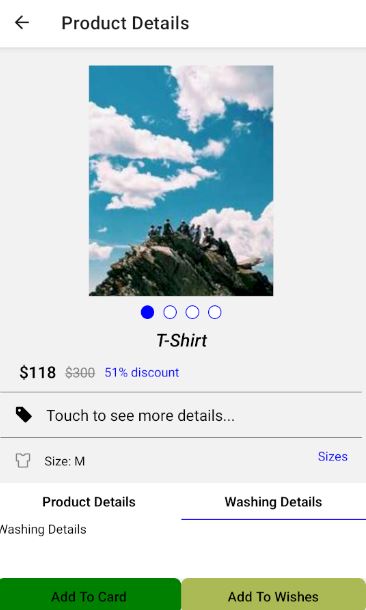 Product Details
T-Shirt
$118 $300 51% discount
Touch to see more details...
Size: M Sizes
Product Details Washing Details
Washing Details
Add To Card Add To Wishes